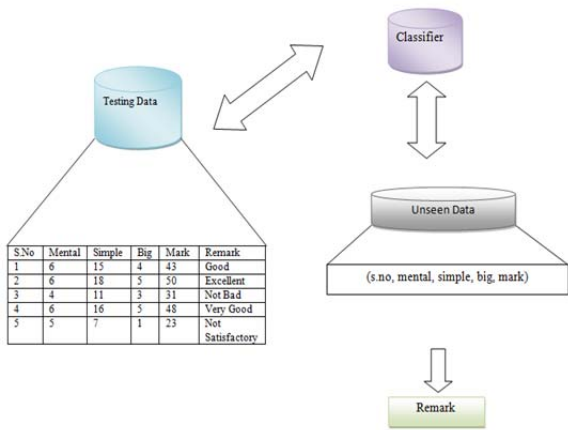 Classifier
Testing Data
Unseen Data
S.No Mental Simple Big Mark Remark
1 6 15 4 43 Good
2 6 18 5 50 Excellent
3 4 11 3 31 Not Bad
4 6 16 5 48 Very Good
5 5 7 1 23 Not
Satisfactory
(s.no, mental, simple, big, mark)
Remark